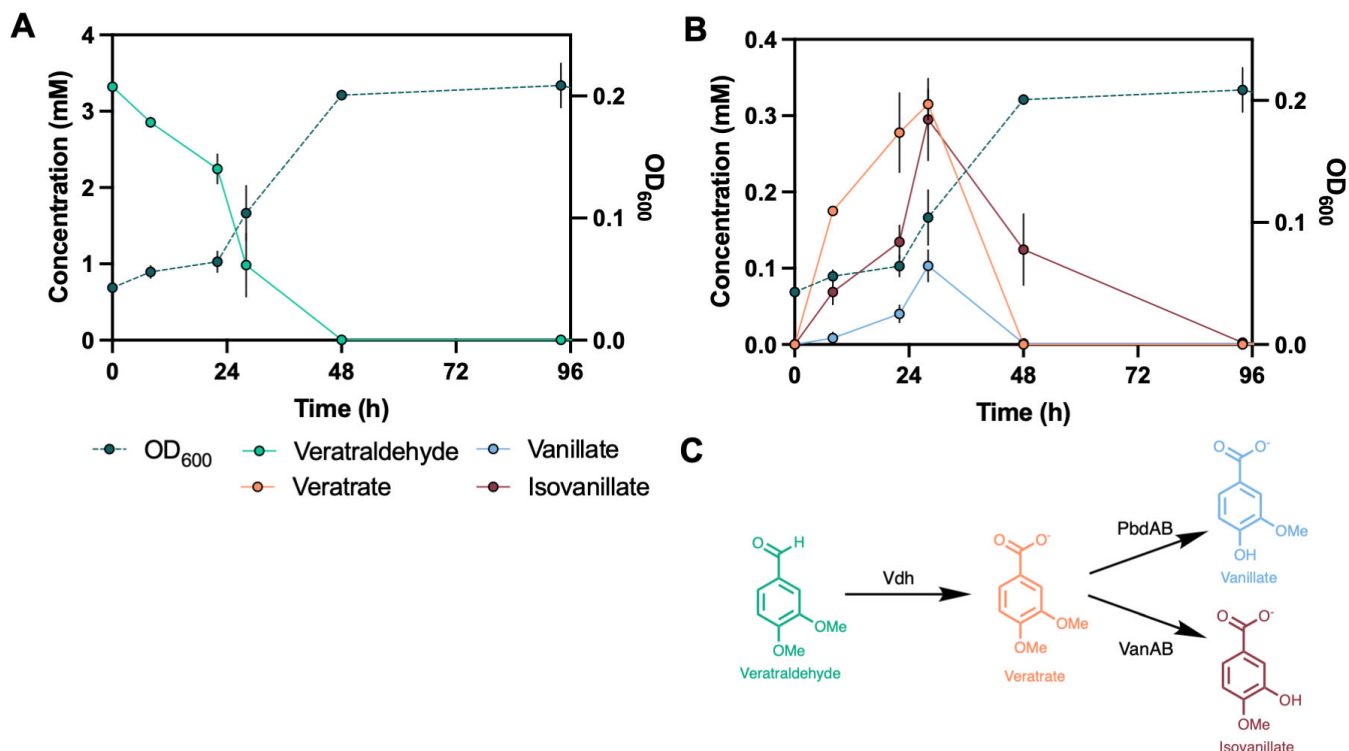 A
Concentration (mM)
4
3
2
1
0
0.2
0.1
0.0
OD600
0 24 48 72 96
Time (h)
B
Concentration (mM)
0.4
0.3
0.2
0.1
0.0
0.2
0.1
0.0
OD600
0 24 48 72 96
Time (h)
OD600 Veratraldehyde Vanillate
Veratrate Isovanillate
C
O H
OMe
OMe
Veratraldehyde
Vdh
O O-
OMe
OMe
Veratrate
PbdAB
VanAB
O O-
OMe
OH
Vanillate
O O-
OH
OMe
Isovanillate